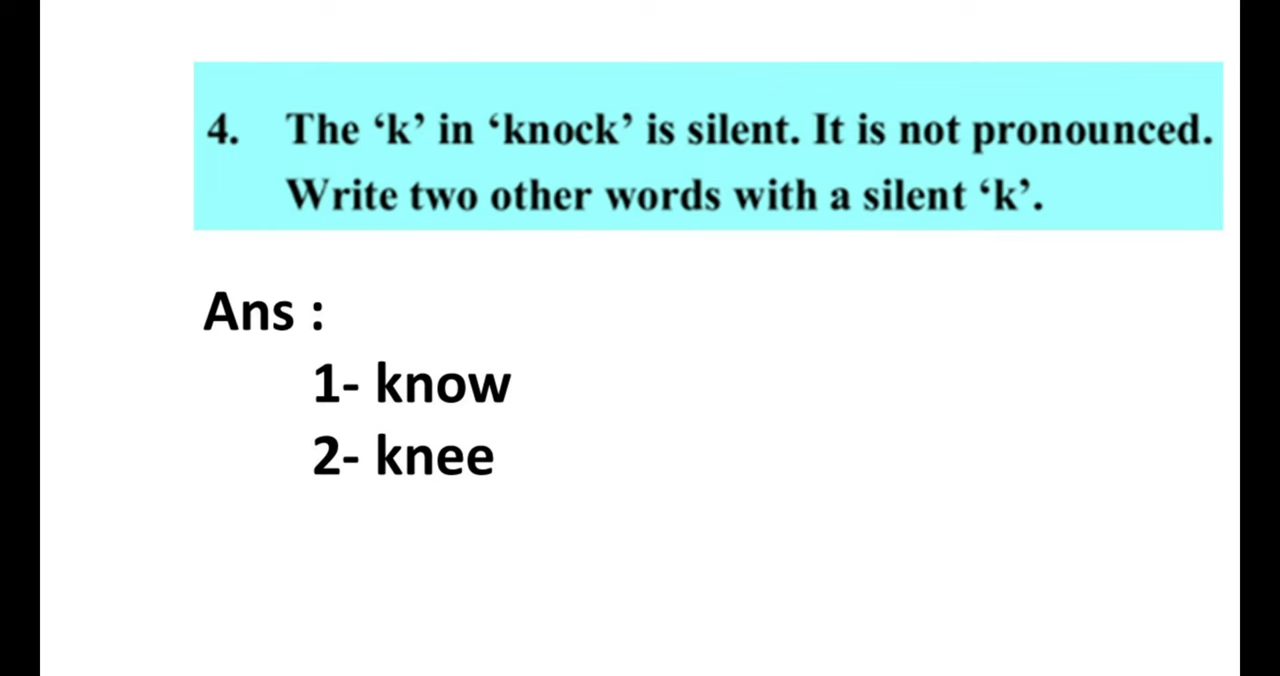 4. The ‘k’ in ‘knock’ is silent. It is not pronounced.
Write two other words with a silent ‘k’.
Ans :
1- know
2- knee